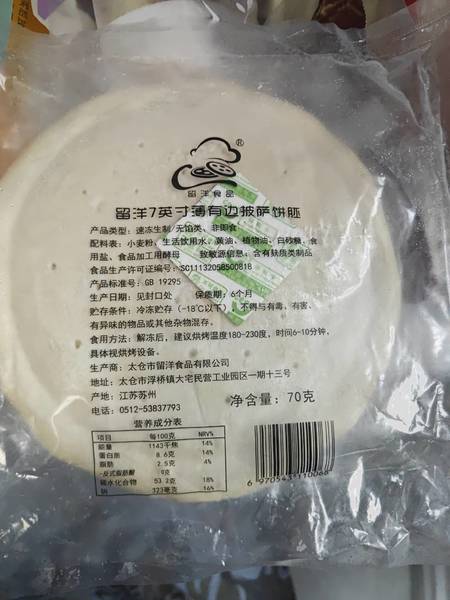 ®
留洋食品
留洋7英寸薄有边披萨饼胚
产品类型：速冻生制 无馅类、非即食
配料表：小麦粉、生活饮用水、黄油、植物油、白砂糖、食
用盐、食品加工用酵母 致敏源信息：含有麸质类制品
食品生产许可证编号：SC11132058500818
产品标准号：GB 19295
生产日期：见封口处 保质期：6个月
贮存条件：冷冻贮存（-18℃以下），不得与有毒、有害、
有异味的物品或其他杂物混存。
食用方法：解冻后，建议烘烤温度180-230度，时间6-10分钟，
具体视烘烤设备。
生产商：太仓市留洋食品有限公司
地址：太仓市浮桥镇大宅民营工业园区一期十三号
产地：江苏苏州
电话：0512-53837793
净含量：70克
营养成分表
项目 每100克 NRV%
能量 1143千焦 14%
蛋白质 8.6克 14%
脂肪 2.5克 4%
-反式脂肪酸 0克
碳水化合物 53.2克 18%
钠 323毫克 16%
6 970543 110068